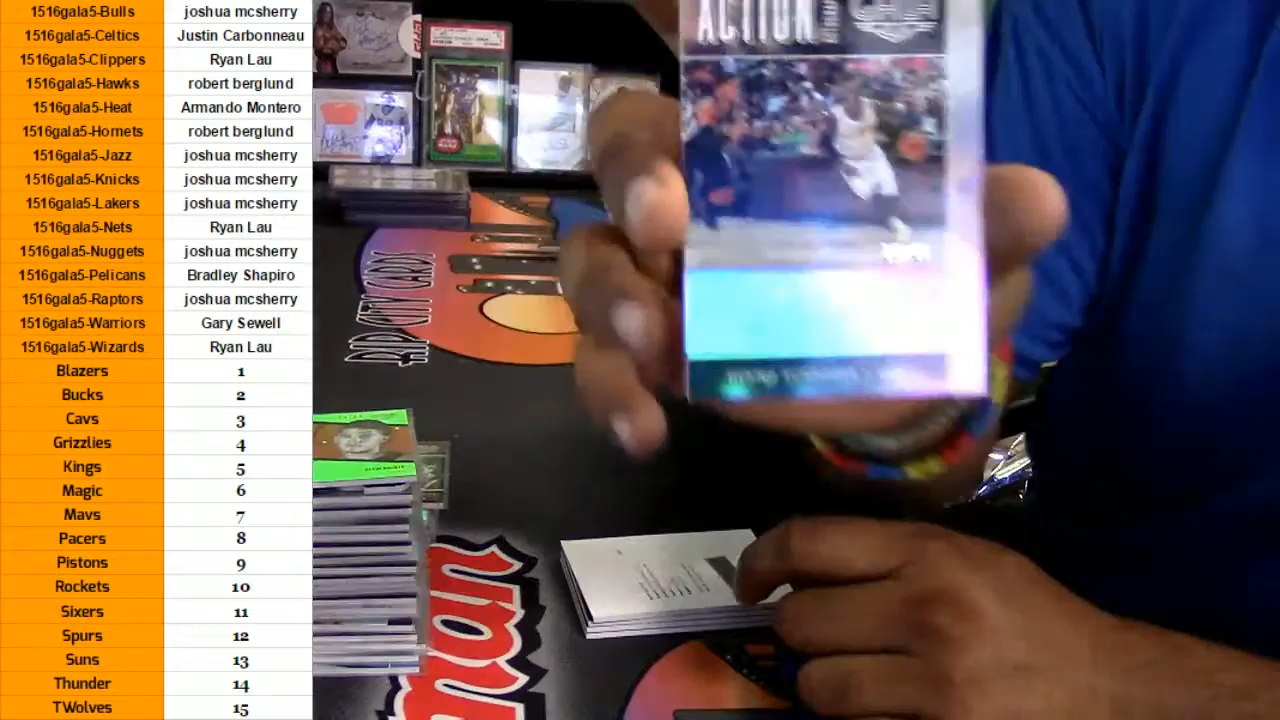 1516gala5-Bulls joshua mcsherry
1516gala5-Celtics Justin Carbonneau
1516gala5-Clippers Ryan Lau
1516gala5-Hawks robert berglund
1516gala5-Heat Armando Montero
1516gala5-Hornets robert berglund
1516gala5-Jazz joshua mcsherry
1516gala5-Knicks joshua mcsherry
1516gala5-Lakers joshua mcsherry
1516gala5-Nets Ryan Lau
1516gala5-Nuggets joshua mcsherry
1516gala5-Pelicans Bradley Shapiro
1516gala5-Raptors joshua mcsherry
1516gala5-Warriors Gary Sewell
1516gala5-Wizards Ryan Lau
Blazers 1
Bucks 2
Cavs 3
Grizzlies 4
Kings 5
Magic 6
Mavs 7
Pacers 8
Pistons 9
Rockets 10
Sixers 11
Spurs 12
Suns 13
Thunder 14
TWolves 15
ACTION
RIP CITY CARDS
man